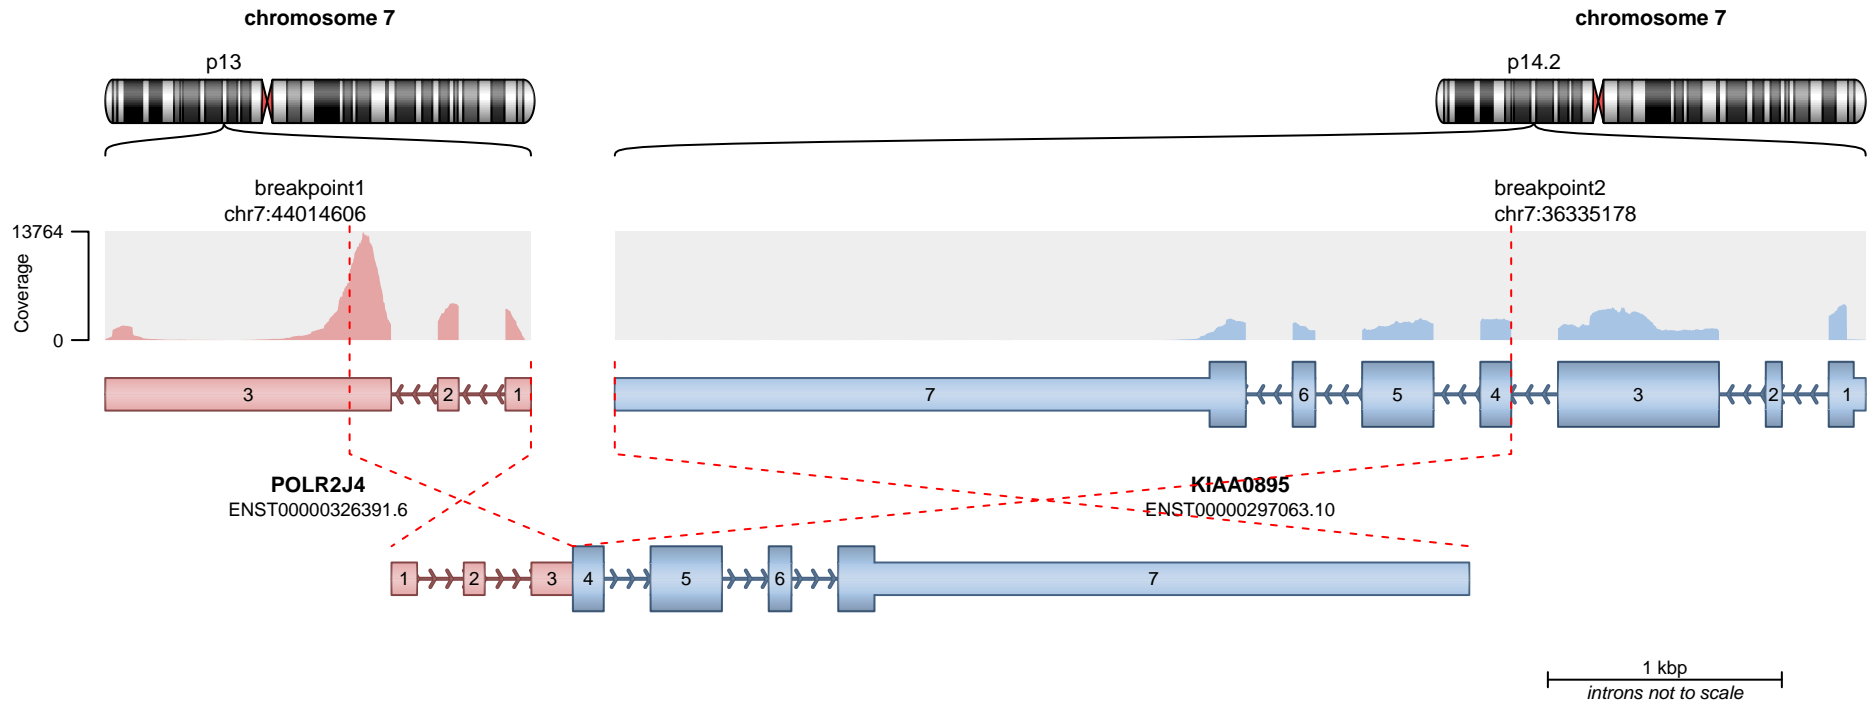 chromosome 7
chromosome 7
p13
p14.2
breakpoint1
chr7:44014606
breakpoint2
chr7:36335178
13764
Coverage
0
3
2
1
7
6
5
4
3
2
1
POLR2J4
ENST00000326391.6
KIAA0895
ENST00000297063.10
1
2
3
4
5
6
7
1 kbp
introns not to scale